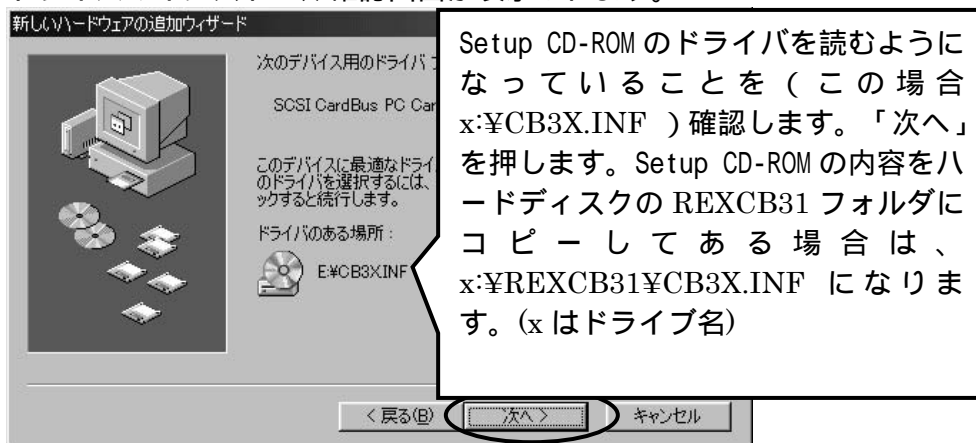 新しいハードウェアの追加ウィザード
次のデバイス用のドライバ
SCSI CardBus PC Car
このデバイスに最適なドライ
のドライバを選択するには、
ックすると続行します。
ドライバのある場所：
E:¥CB3X.INF
< 戻る(B)
次へ >
キャンセル
Setup CD-ROMのドライバを読むように
なっていることを(この場合
x:¥CB3X.INF )確認します。「次へ」
を押します。Setup CD-ROMの内容をハ
ードディスクの REXCB31 フォルダに
コピーしてある場合は、
x:¥REXCB31¥CB3X.INF になりま
す。(x はドライブ名)